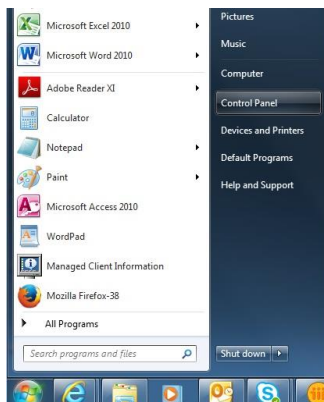 Microsoft Excel 2010
Microsoft Word 2010
Adobe Reader XI
Calculator
Notepad
Paint
Microsoft Access 2010
WordPad
Managed Client Information
Mozilla Firefox-38
All Programs
Search programs and files
Pictures
Music
Computer
Control Panel
Devices and Printers
Default Programs
Help and Support
Shut down